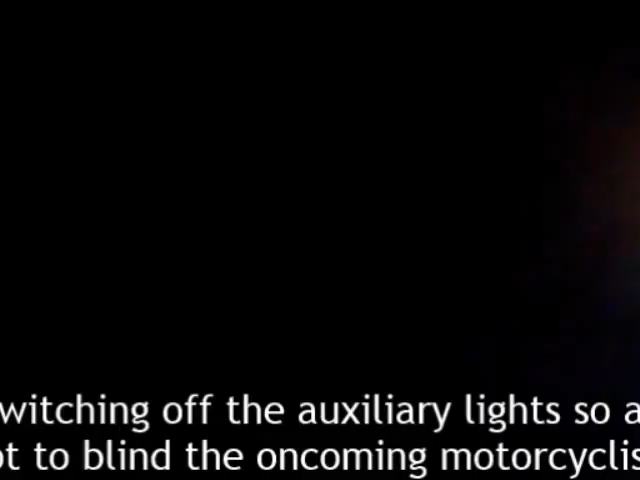 witching off the auxiliary lights so a
ot to blind the oncoming motorcyclis